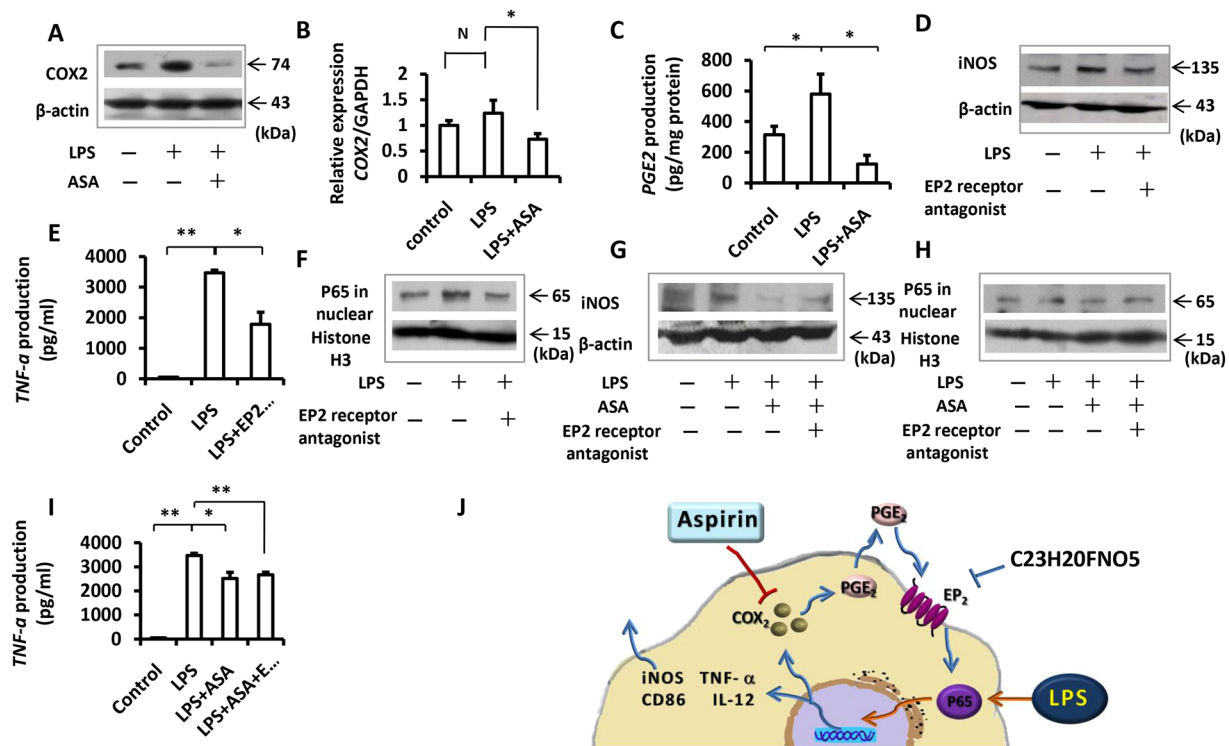 A
COX2
74
β-actin
43
(kDa)
LPS − + +
ASA − − +
B
N
*
Relative expression
COX2/GAPDH
2
1.5
1
0.5
0
control
LPS
LPS+ASA
C
*
*
PGE2 production
(pg/mg protein)
800
600
400
200
0
Control
LPS
LPS+ASA
D
iNOS
135
β-actin
43
(kDa)
LPS − + +
EP2 receptor
antagonist
− − +
E
**
*
TNF-α production
(pg/ml)
4000
3000
2000
1000
0
Control
LPS
LPS+EP2...
F
P65 in
nuclear
65
Histone
H3
15
(kDa)
LPS − + +
EP2 receptor
antagonist
− − +
G
iNOS
135
β-actin
43
(kDa)
LPS − + + +
ASA − − + +
EP2 receptor
antagonist
− − − +
H
P65 in
nuclear
65
Histone
H3
15
(kDa)
LPS − + + +
ASA − − + +
EP2 receptor
antagonist
− − − +
I
**
**
*
TNF-α production
(pg/ml)
4000
3000
2000
1000
0
Control
LPS
LPS+ASA
LPS+ASA+E...
J
Aspirin
PGE2
C23H20FNO5
PGE2
EP2
COX2
iNOS TNF- α
CD86 IL-12
P65
LPS